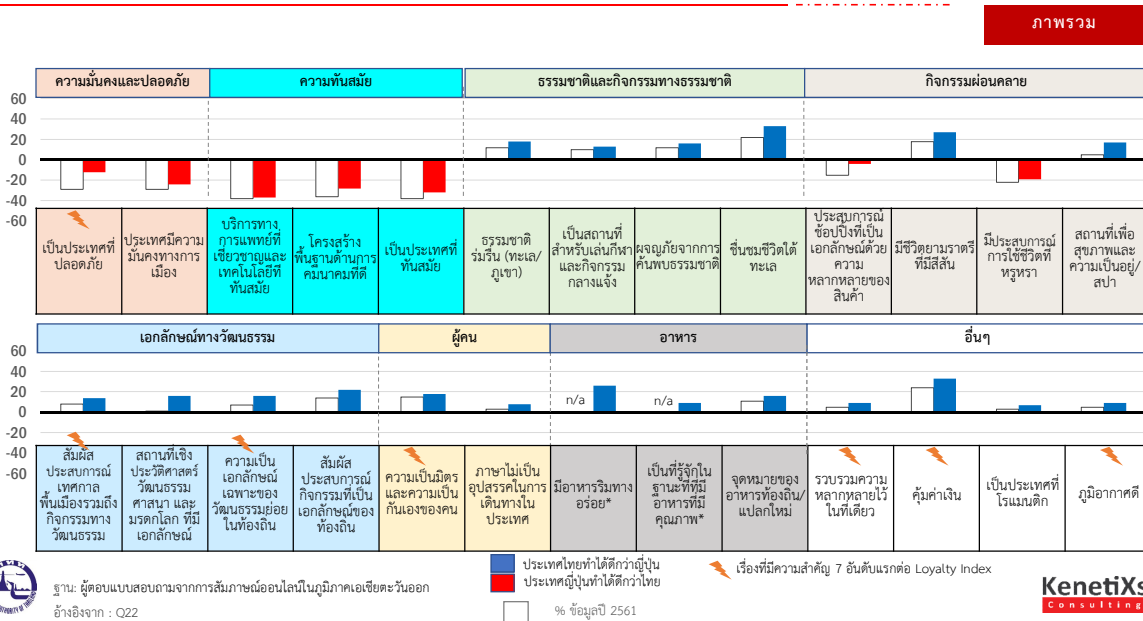 ภาพรวม
ความมั่นคงและปลอดภัย
ความทันสมัย
ธรรมชาติและกิจกรรมทางธรรมชาติ
กิจกรรมผ่อนคลาย
60
40
20
0
-20
-40
-60
เป็นประเทศที่
ปลอดภัย
ประเทศมีความ
มั่นคงทางการ
เมือง
บริการทาง
การแพทย์ที่
เชี่ยวชาญและ
เทคโนโลยีที่
ทันสมัย
โครงสร้าง
พื้นฐานด้านการ
คมนาคมที่ดี
เป็นประเทศที่
ทันสมัย
ธรรมชาติ
ร่มรื่น (ทะเล/
ภูเขา)
เป็นสถานที่
สำหรับเล่นกีฬา
และกิจกรรม
กลางแจ้ง
ผจญภัยจากการ
ค้นพบธรรมชาติ
ชื่นชมชีวิตใต้
ทะเล
ประสบการณ์
ช้อปปิ้งที่เป็น
เอกลักษณ์ด้วย
ความ
หลากหลายของ
สินค้า
มีชีวิตยามราตรี
ที่มีสีสัน
มีประสบการณ์
การใช้ชีวิตที่
หรูหรา
สถานที่เพื่อ
สุขภาพและ
ความเป็นอยู่/
สปา
เอกลักษณ์ทางวัฒนธรรม
ผู้คน
อาหาร
อื่นๆ
60
40
20
0
-20
-40
-60
n/a
n/a
สัมผัส
ประสบการณ์
เทศกาล
พื้นเมืองรวมถึง
กิจกรรมทาง
วัฒนธรรม
สถานที่เชิง
ประวัติศาสตร์
วัฒนธรรม
ศาสนา และ
มรดกโลก ที่มี
เอกลักษณ์
ความเป็น
เอกลักษณ์
เฉพาะของ
วัฒนธรรมย่อย
ในท้องถิ่น
สัมผัส
ประสบการณ์
กิจกรรมที่เป็น
เอกลักษณ์ของ
ท้องถิ่น
ความเป็นมิตร
และความเป็น
กันเองของคน
ภาษาไม่เป็น
อุปสรรคในการ
เดินทางใน
ประเทศ
มีอาหารริมทาง
อร่อย*
เป็นที่รู้จักใน
ฐานะที่ที่มี
อาหารที่มี
คุณภาพ*
จุดหมายของ
อาหารท้องถิ่น/
แปลกใหม่
รวบรวมความ
หลากหลายไว้
ในที่เดียว
คุ้มค่าเงิน
เป็นประเทศที่
โรแมนติก
ภูมิอากาศดี
ประเทศไทยทำได้ดีกว่าญี่ปุ่น
ประเทศญี่ปุ่นทำได้ดีกว่าไทย
% ข้อมูลปี 2561
เรื่องที่มีความสำคัญ 7 อันดับแรกต่อ Loyalty Index
ฐาน: ผู้ตอบแบบสอบถามจากการสัมภาษณ์ออนไลน์ในภูมิภาคเอเชียตะวันออก
อ้างอิงจาก : Q22
KenetiXs
Consulting